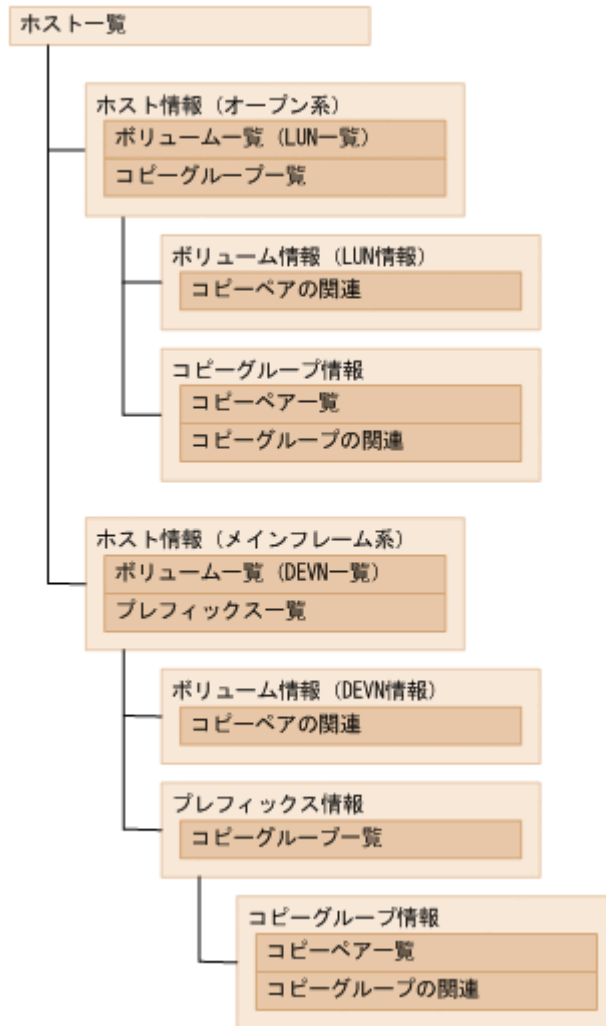 ホスト一覧
ホスト情報（オープン系）
ボリューム一覧（LUN一覧）
コピーグループ一覧
ボリューム情報（LUN情報）
コピーペアの関連
コピーグループ情報
コピーペア一覧
コピーグループの関連
ホスト情報（メインフレーム系）
ボリューム一覧（DEVN一覧）
プレフィックス一覧
ボリューム情報（DEVN情報）
コピーペアの関連
プレフィックス情報
コピーグループ一覧
コピーグループ情報
コピーペア一覧
コピーグループの関連